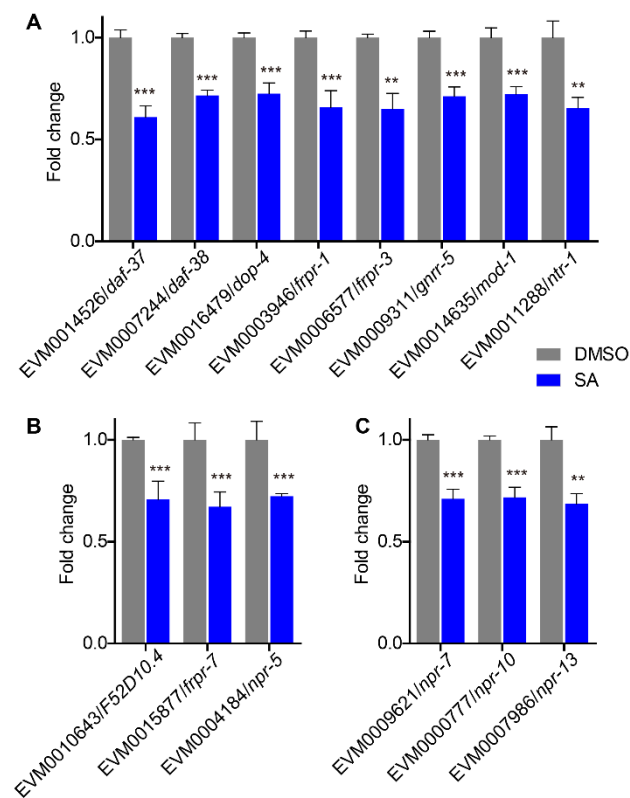 A
Fold change
1.0
0.5
0.0
*** *** *** *** ** *** *** **
EVM0014526/daf-37
EVM0007244/daf-38
EVM0016479/dop-4
EVM0003946/frpr-1
EVM0006577/frpr-3
EVM0009311/gnrr-5
EVM0014635/mod-1
EVM0011288/ntr-1
DMSO
SA
B
Fold change
1.0
0.5
0.0
*** *** ***
EVM0010643/F52D10.4
EVM0015877/frpr-7
EVM0004184/npr-5
C
Fold change
1.0
0.5
0.0
*** *** **
EVM0009621/npr-7
EVM0000777/npr-10
EVM0007986/npr-13